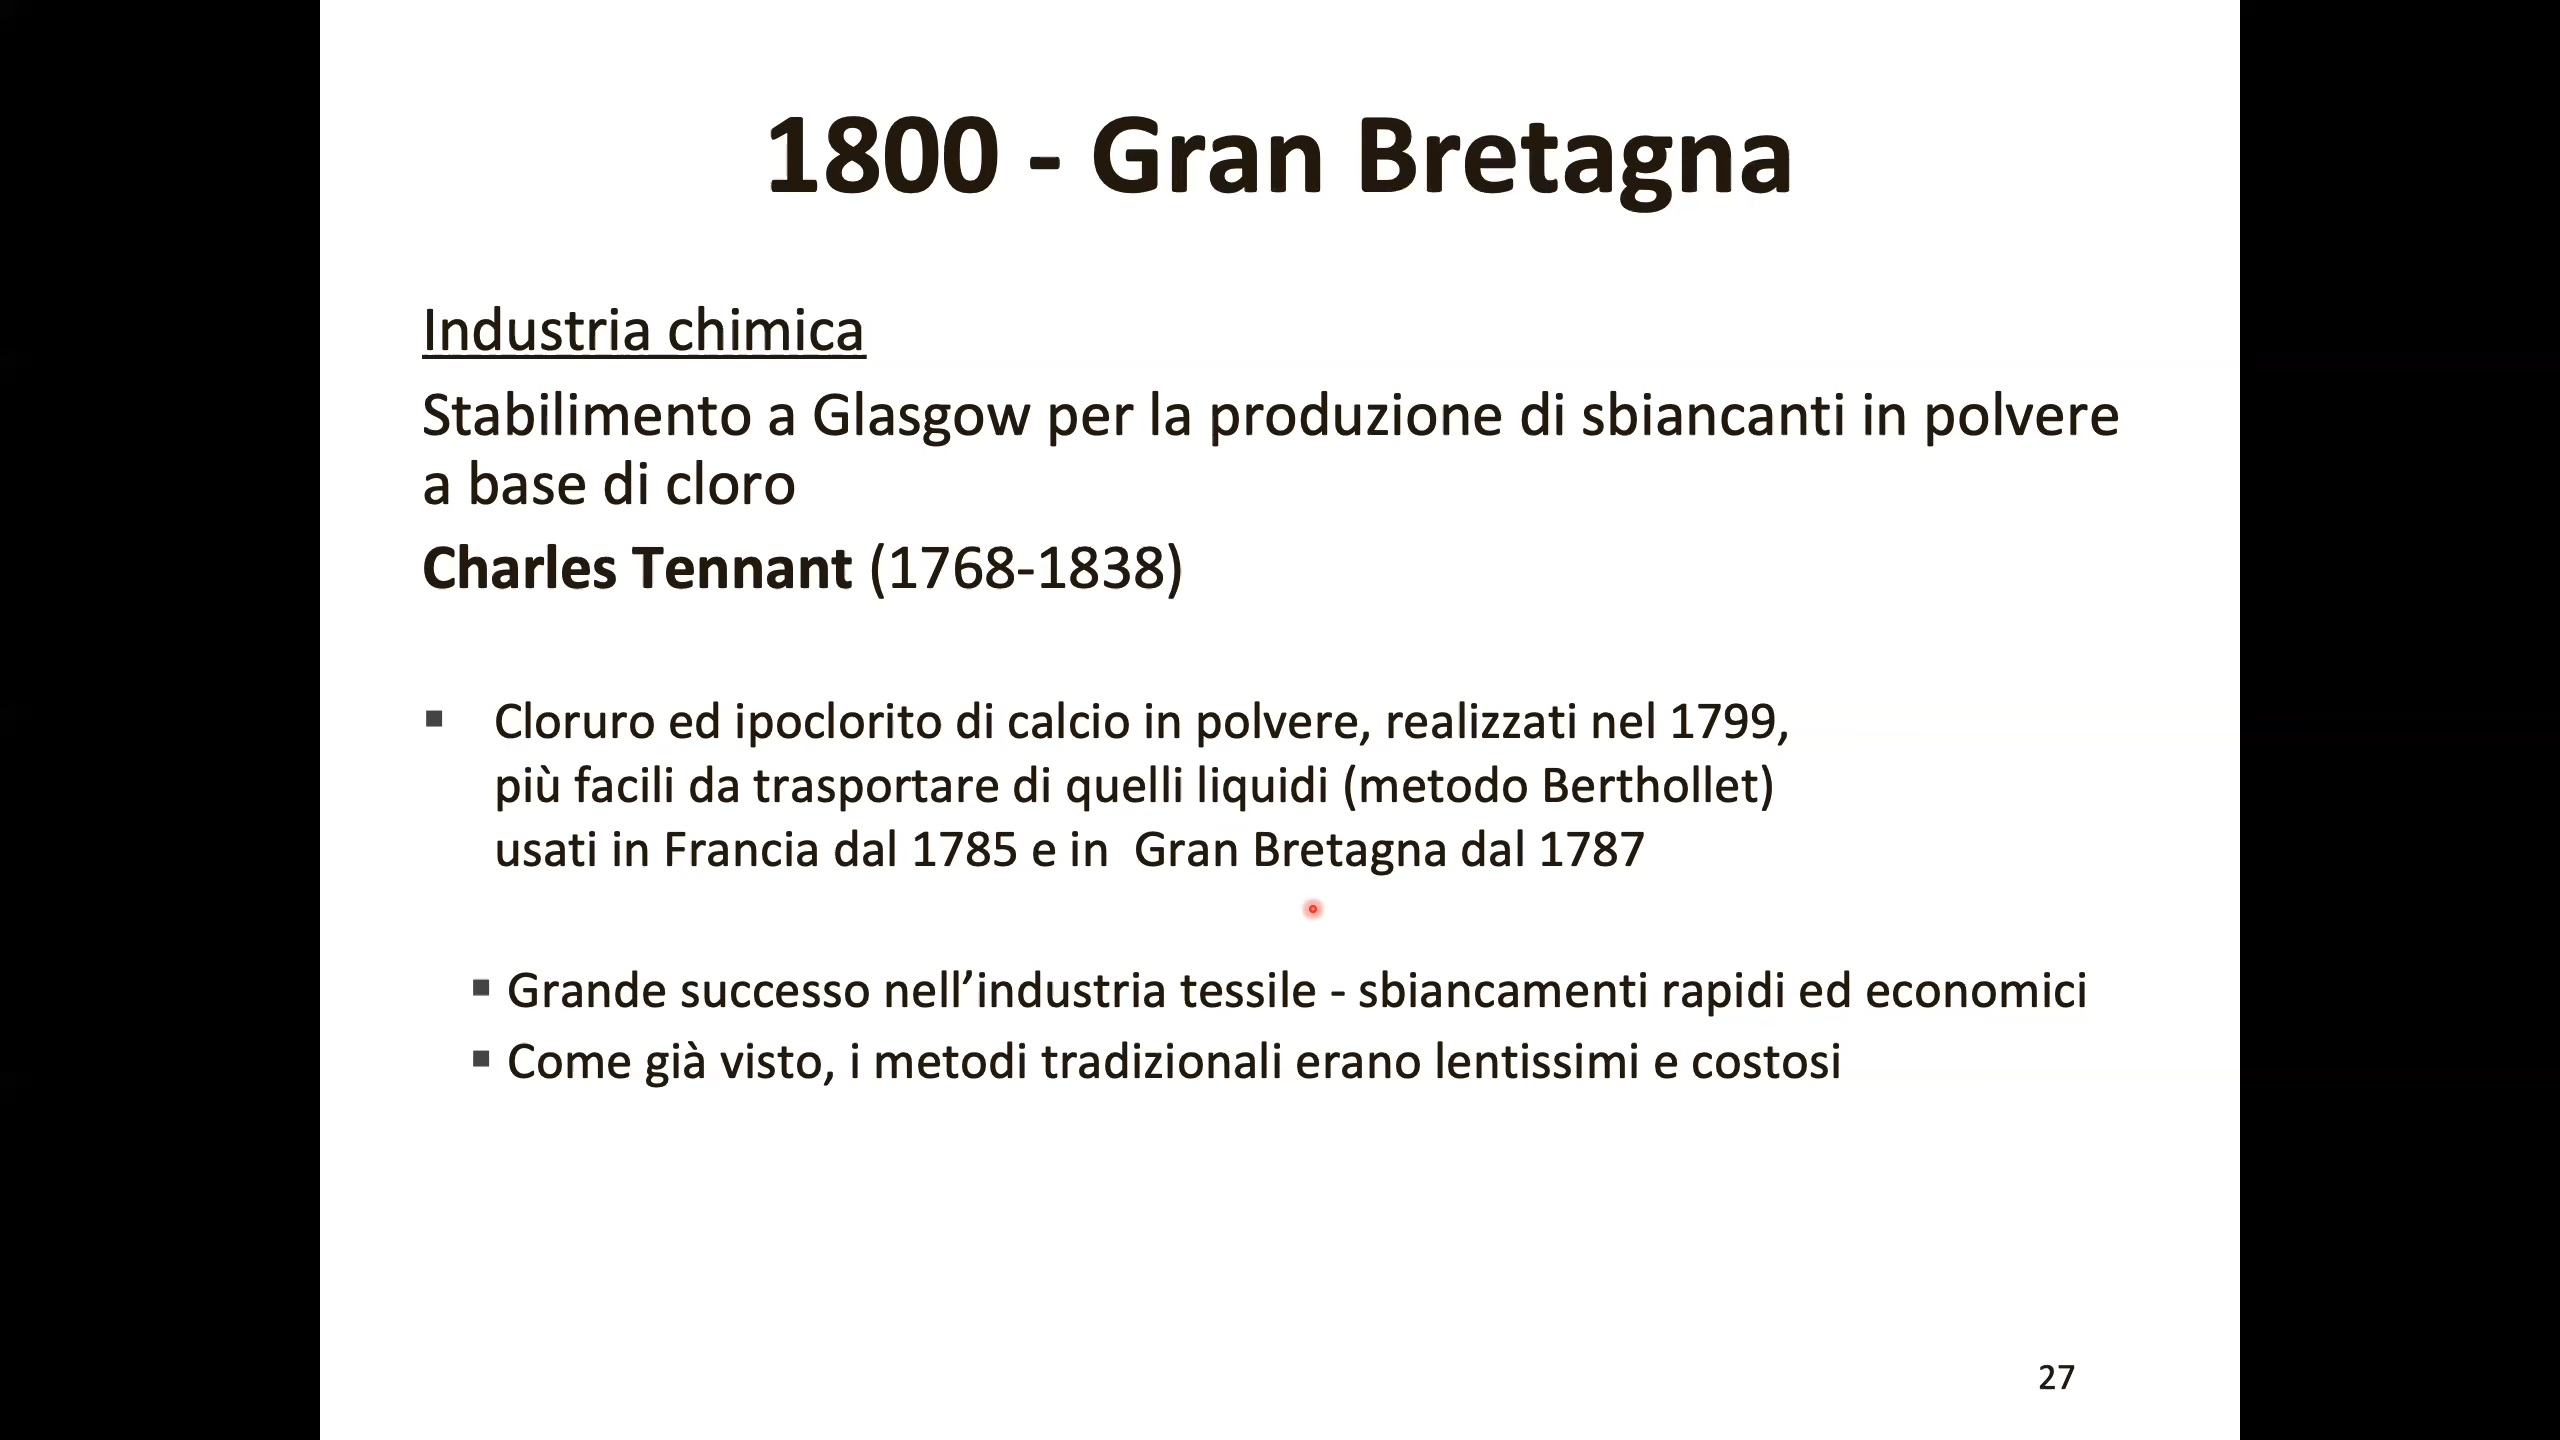 1800 - Gran Bretagna
Industria chimica
Stabilimento a Glasgow per la produzione di sbiancanti in polvere
a base di cloro
Charles Tennant (1768-1838)
▪ Cloruro ed ipoclorito di calcio in polvere, realizzati nel 1799,
più facili da trasportare di quelli liquidi (metodo Berthollet)
usati in Francia dal 1785 e in  Gran Bretagna dal 1787
▪ Grande successo nell’industria tessile - sbiancamenti rapidi ed economici
▪ Come già visto, i metodi tradizionali erano lentissimi e costosi
27